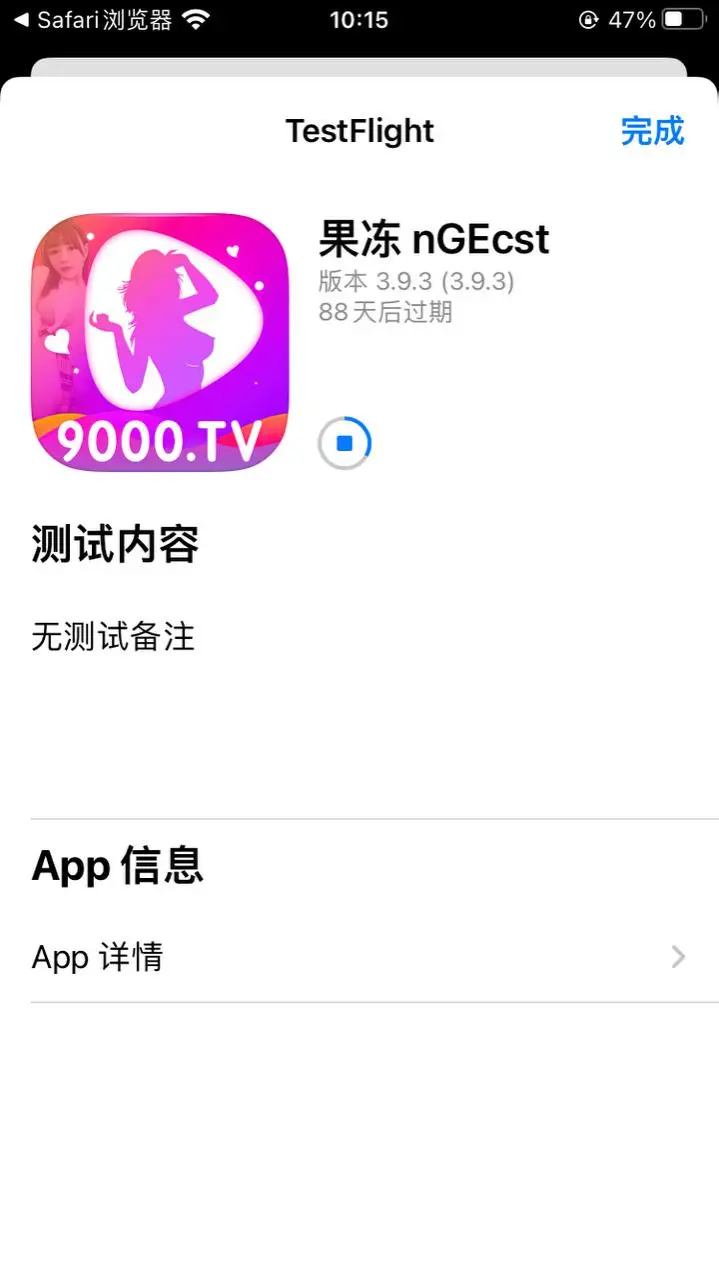 Safari浏览器
10:15
47%
TestFlight
完成
果冻 nGEcst
版本 3.9.3 (3.9.3)
88天后过期
9000.TV
测试内容
无测试备注
App 信息
App 详情